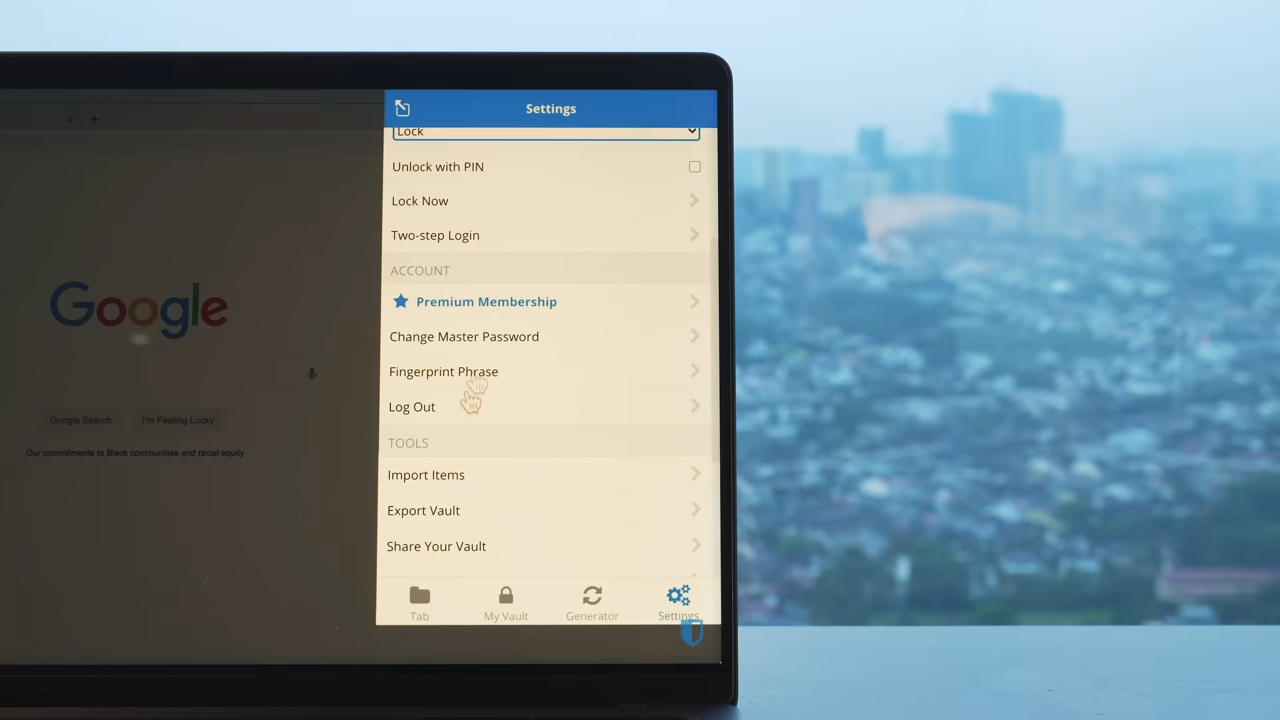 Settings
Lock
Unlock with PIN
Lock Now
Two-step Login
ACCOUNT
Premium Membership
Change Master Password
Fingerprint Phrase
Log Out
TOOLS
Import Items
Export Vault
Share Your Vault
Tab
My Vault
Generator
Settings
Google
Google Search
I'm Feeling Lucky
Our commitments to Black communities and racial equity